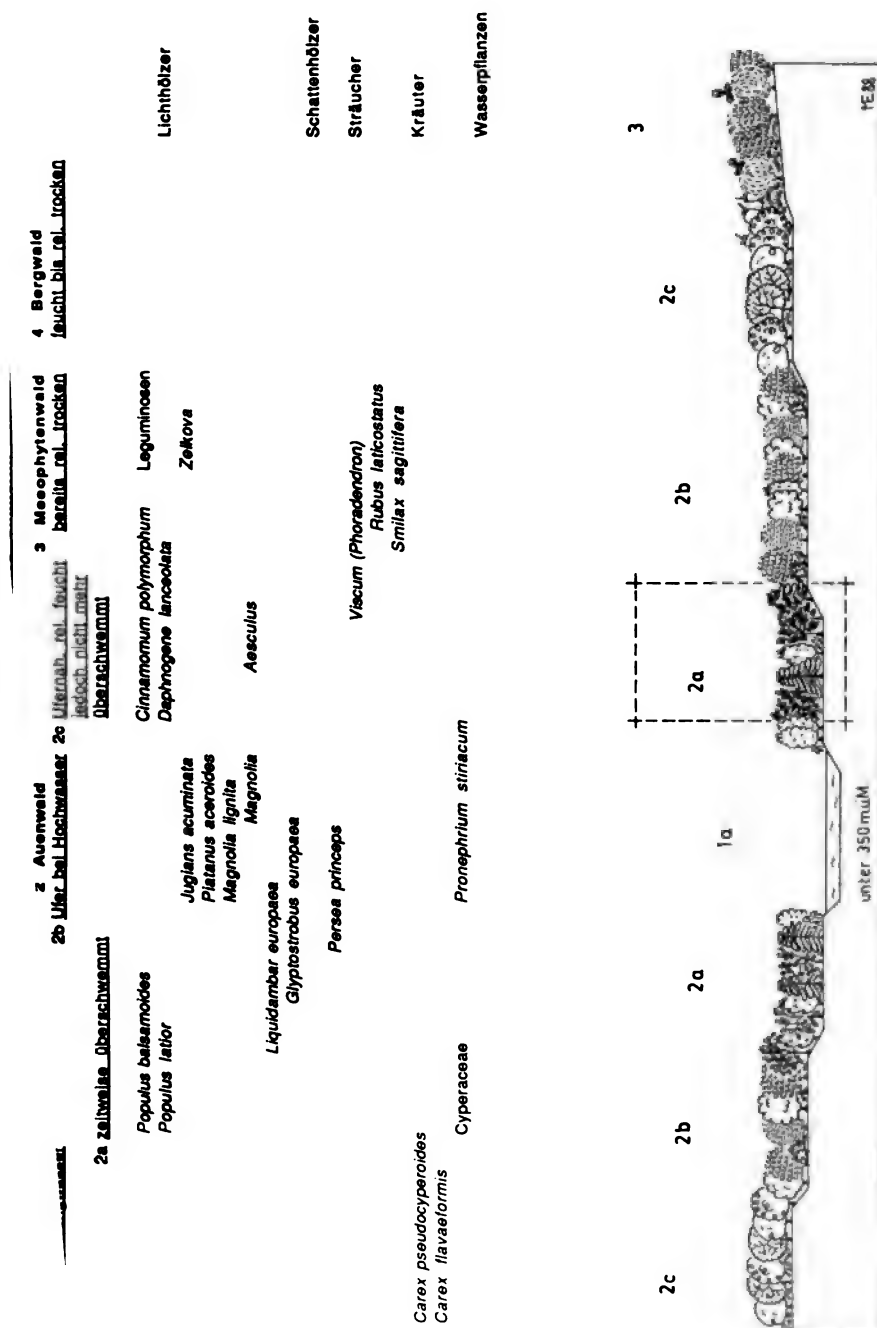 2 Auenwald
3 Mesophytenwald
4 Bergwald
2b Ufer bei Hochwasser
2c Ufernah, rel. feucht
bereits rel. trocken
feucht bis rel. trocken
jedoch nicht mehr
2a zeitweise überschwemmt
überschwemmt
Populus balsamoides
Cinnamomum polymorphum
Leguminosen
Lichthölzer
Populus latior
Daphnogene lanceolata
Juglans acuminata
Zelkova
Platanus aceroides
Magnolia lignita
Magnolia
Aesculus
Liquidambar europaea
Glyptostrobus europaea
Schattenhölzer
Persea princeps
Viscum (Phoradendron)
Sträucher
Rubus laticostatus
Smilax sagittifera
Carex pseudocyperoides
Kräuter
Carex flavaeformis
Cyperaceae
Pronephrium stiriacum
Wasserpflanzen
3
2c
2b
2a
1a
2a
2b
2c
unter 350 müM
TE 88